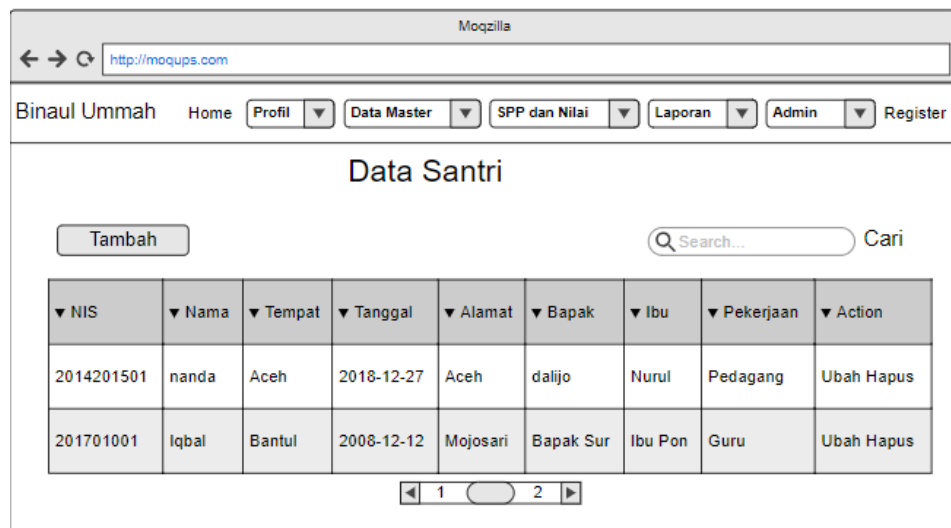 Moqzilla
http://moqups.com
Binaul Ummah Home Profil Data Master SPP dan Nilai Laporan Admin Register
Data Santri
Tambah Search... Cari
NIS Nama Tempat Tanggal Alamat Bapak Ibu Pekerjaan Action
2014201501 nanda Aceh 2018-12-27 Aceh dalijo Nurul Pedagang Ubah Hapus
201701001 Iqbal Bantul 2008-12-12 Mojosari Bapak Sur Ibu Pon Guru Ubah Hapus
1 2